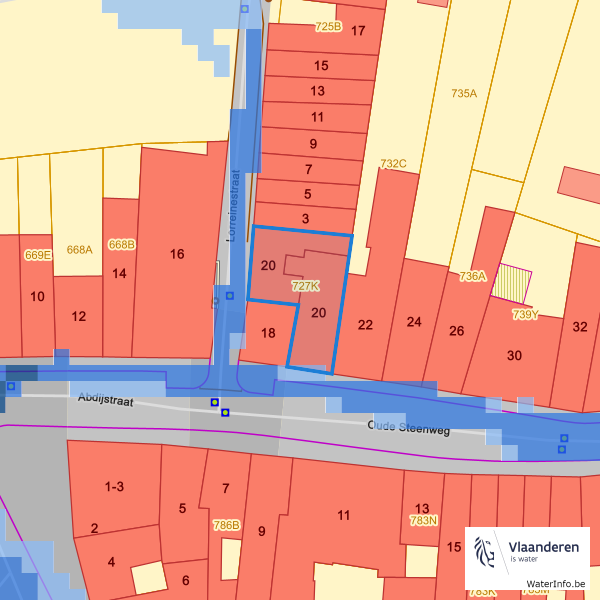 725B
17
15
13
11
9
7
5
3
735A
732C
Lorreinestraat
669E
668A
668B
16
14
10
12
20
727K
20
18
22
24
26
736A
739Y
30
32
Abdijstraat
Oude Steenweg
1-3
2
4
5
6
7
786B
9
11
13
783N
15
783K
783M
Vlaanderen
is water
WaterInfo.be